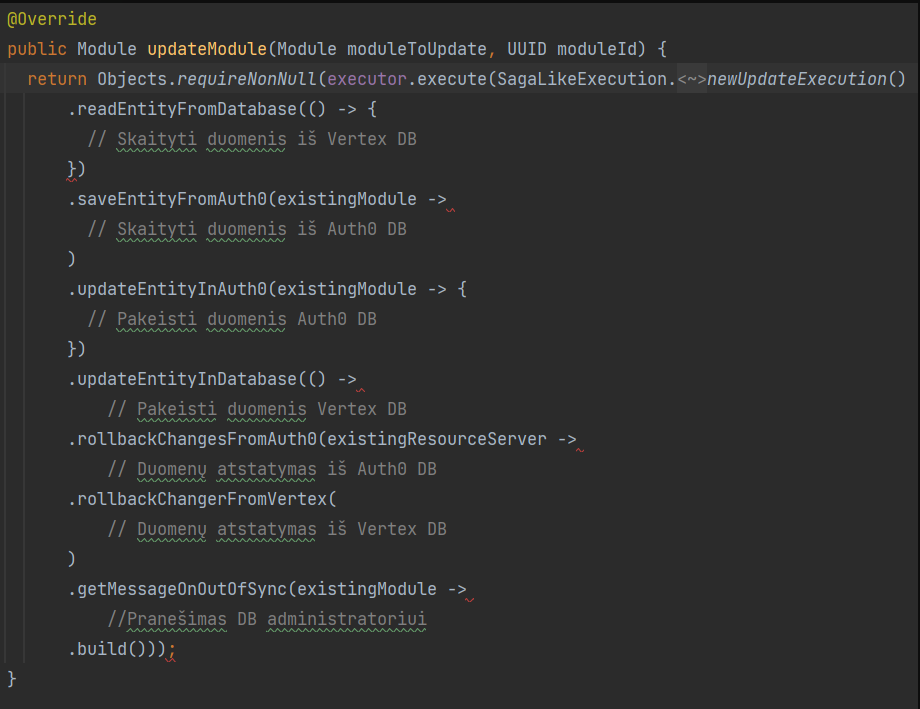 @Override
public Module updateModule(Module moduleToUpdate, UUID moduleId) {
return Objects.requireNonNull(executor.execute(SagaLikeExecution.<~>newUpdateExecution()
.readEntityFromDatabase(() -> {
// Skaityti duomenis iš Vertex DB
})
.saveEntityFromAuth0(existingModule ->
// Skaityti duomenis iš Auth0 DB
)
.updateEntityInAuth0(existingModule -> {
// Pakeisti duomenis Auth0 DB
})
.updateEntityInDatabase(() ->
// Pakeisti duomenis Vertex DB
.rollbackChangesFromAuth0(existingResourceServer ->
// Duomenų atstatymas iš Auth0 DB
.rollbackChangerFromVertex(
// Duomenų atstatymas iš Vertex DB
)
.getMessageOnOutOfSync(existingModule ->
//Pranešimas DB administratoriui
.build()));
}